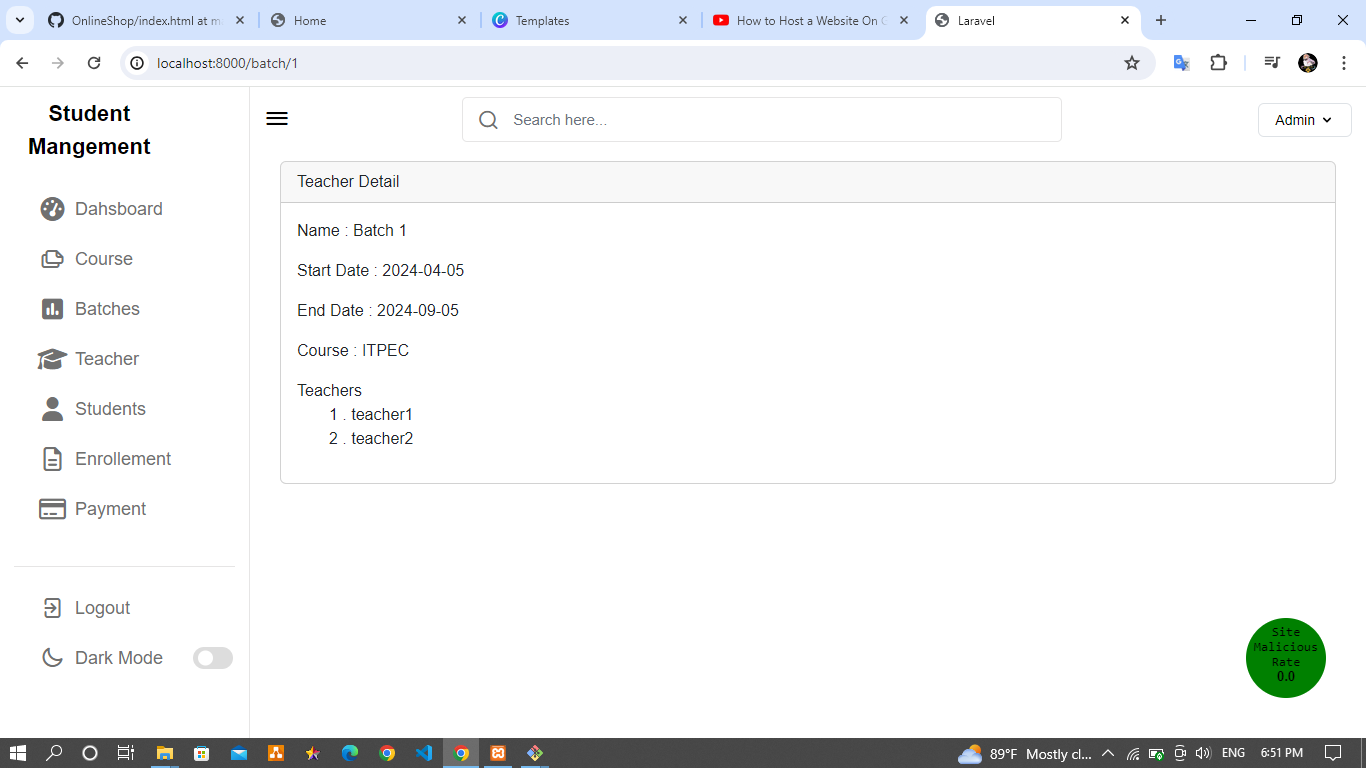 OnlineShop/index.html at ma
Home
Templates
How to Host a Website On C
Laravel
localhost:8000/batch/1
Student
Mangement
Search here...
Admin
Dahsboard
Course
Batches
Teacher
Students
Enrollement
Payment
Logout
Dark Mode
Teacher Detail
Name : Batch 1
Start Date : 2024-04-05
End Date : 2024-09-05
Course : ITPEC
Teachers
1 . teacher1
2 . teacher2
Site
Malicious
Rate
0.0
89°F Mostly cl...
ENG
6:51 PM